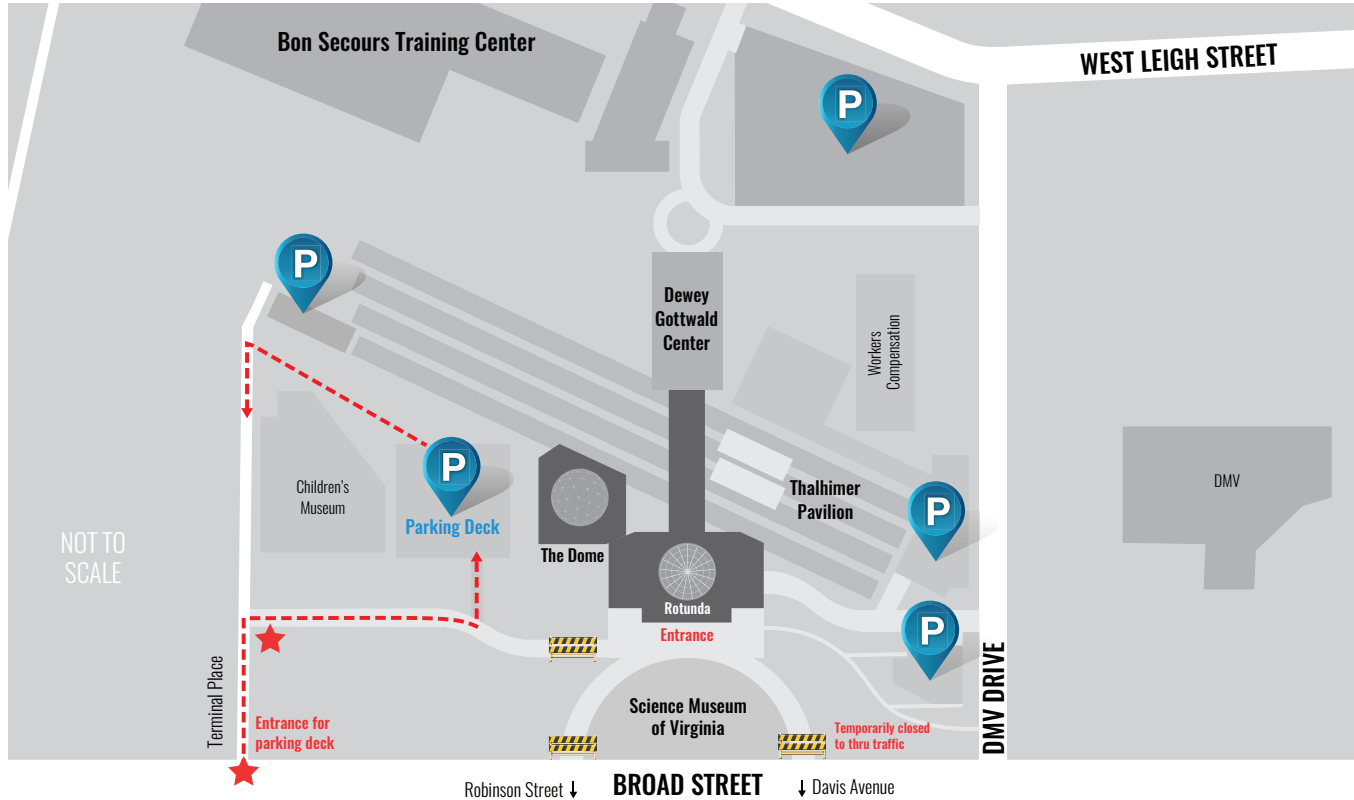 Bon Secours Training Center
WEST LEIGH STREET
P
P
Dewey
Gottwald
Center
Workers
Compensation
P
Parking Deck
Children's
Museum
The Dome
Thalhimer
Pavilion
P
DMV
NOT TO
SCALE
Rotunda
Entrance
P
Terminal Place
Entrance for
parking deck
Science Museum
of Virginia
Temporarily closed
to thru traffic
DMV DRIVE
Robinson Street
BROAD STREET
Davis Avenue